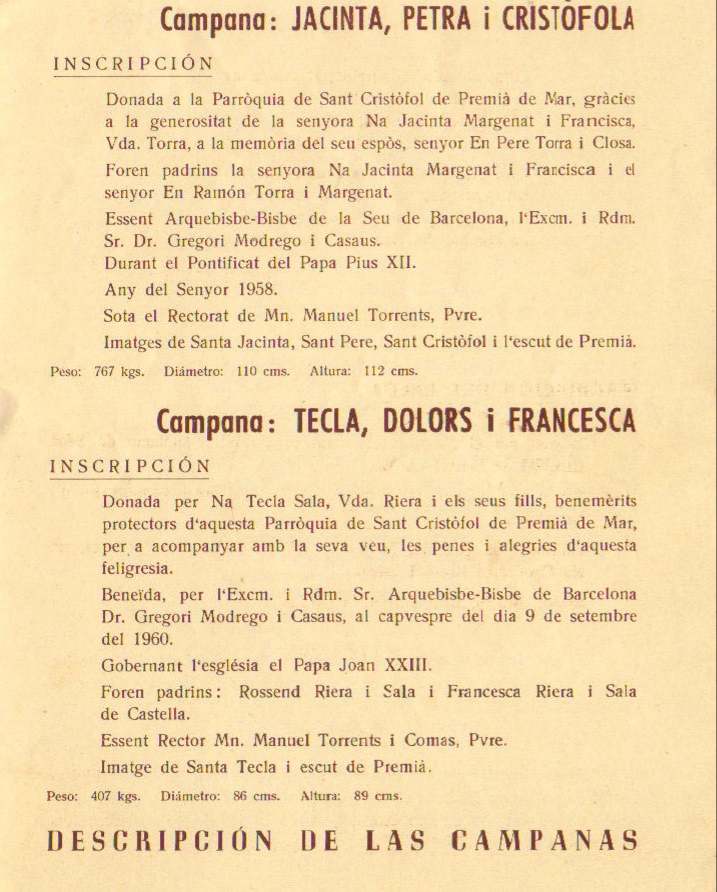 Campana: JACINTA, PETRA i CRISTÒFOLA
INSCRIPCIÓN
Donada a la Parròquia de Sant Cristófol de Premià de Mar, gràcies
a la generositat de la senyora Na Jacinta Margenat i Francisca,
Vda. Torra, a la memòria del seu espòs, senyor En Pere Torra i Closa.
Foren padrins la senyora Na Jacinta Margenat i Francisca i el
senyor En Ramón Torra i Margenat.
Essent Arquebisbe-Bisbe de la Seu de Barcelona, l'Excm. i Rdm.
Sr. Dr. Gregori Modrego i Casaus.
Durant el Pontificat del Papa Pius XII.
Any del Senyor 1958.
Sota el Rectorat de Mn. Manuel Torrents, Pvre.
Imatges de Santa Jacinta, Sant Pere, Sant Cristòfol i l'escut de Premià.
Peso: 767 kgs. Diámetro: 110 cms. Altura: 112 cms.
Campana: TECLA, DOLORS i FRANCESCA
INSCRIPCIÓN
Donada per Na Tecla Sala, Vda. Riera i els seus fills, benemèrits
protectors d'aquesta Parròquia de Sant Cristòfol de Premià de Mar,
per a acompanyar amb la seva veu, les penes i alegries d'aquesta
feligresia.
Beneïda, per l'Excm. i Rdm. Sr. Arquebisbe-Bisbe de Barcelona
Dr. Gregori Modrego i Casaus, al capvespre del dia 9 de setembre
del 1960.
Gobernant l'església el Papa Joan XXIII.
Foren padrins: Rossend Riera i Sala i Francesca Riera i Sala
de Castella.
Essent Rector Mn. Manuel Torrents i Comas, Pvre.
Imatge de Santa Tecla i escut de Premià.
Peso: 407 kgs. Diámetro: 86 cms. Altura: 89 cms.
DESCRIPCIÓN DE LAS CAMPANAS